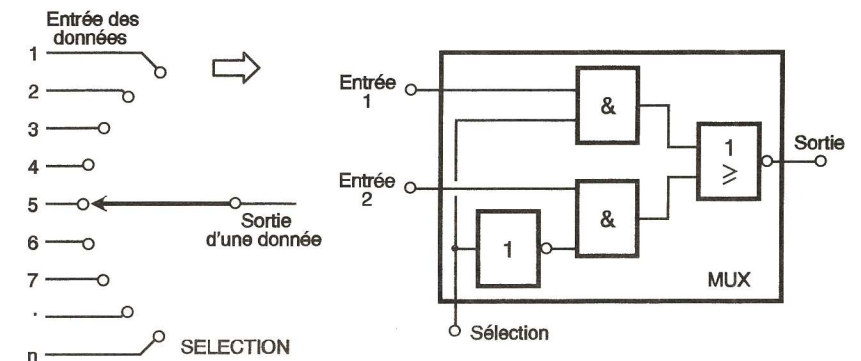 Entrée des
données
1
2
3
4
5
6
7
.
n
Sortie
d'une donnée
SELECTION
Entrée
1
Entrée
2
&
&
1
1
≥
Sortie
MUX
Sélection